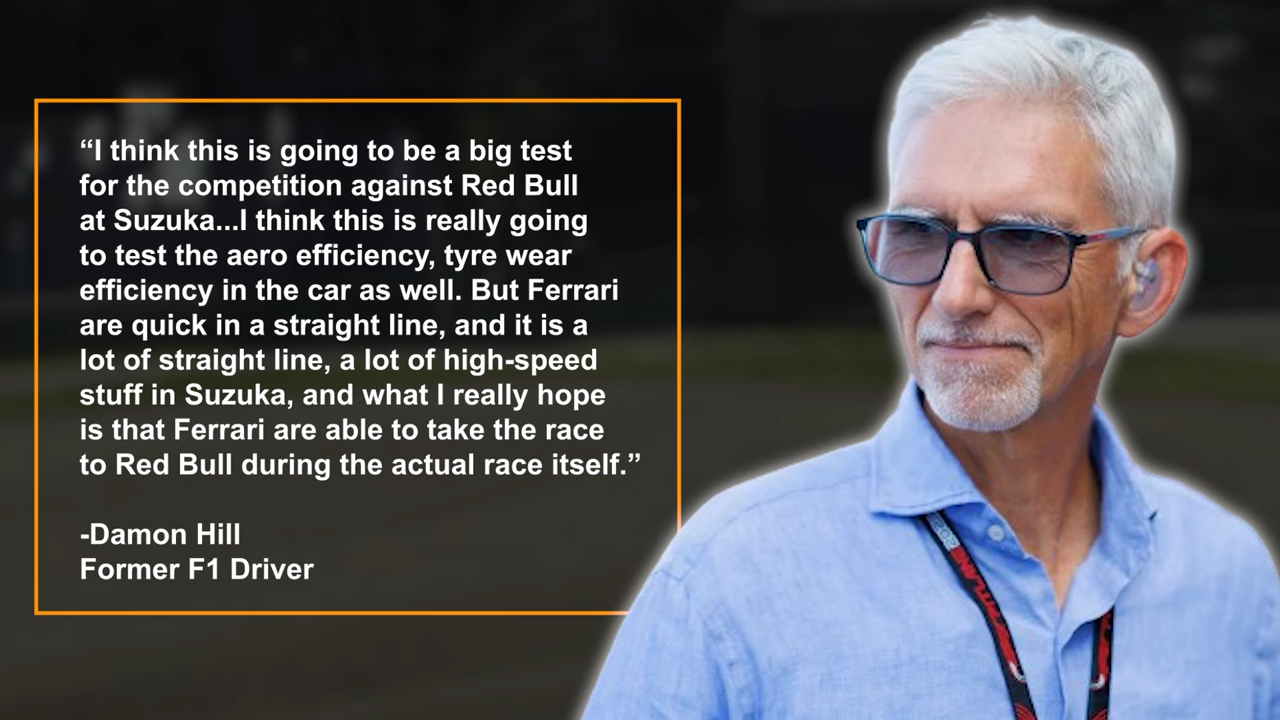 “I think this is going to be a big test
for the competition against Red Bull
at Suzuka...I think this is really going
to test the aero efficiency, tyre wear
efficiency in the car as well. But Ferrari
are quick in a straight line, and it is a
lot of straight line, a lot of high-speed
stuff in Suzuka, and what I really hope
is that Ferrari are able to take the race
to Red Bull during the actual race itself.”
-Damon Hill
Former F1 Driver